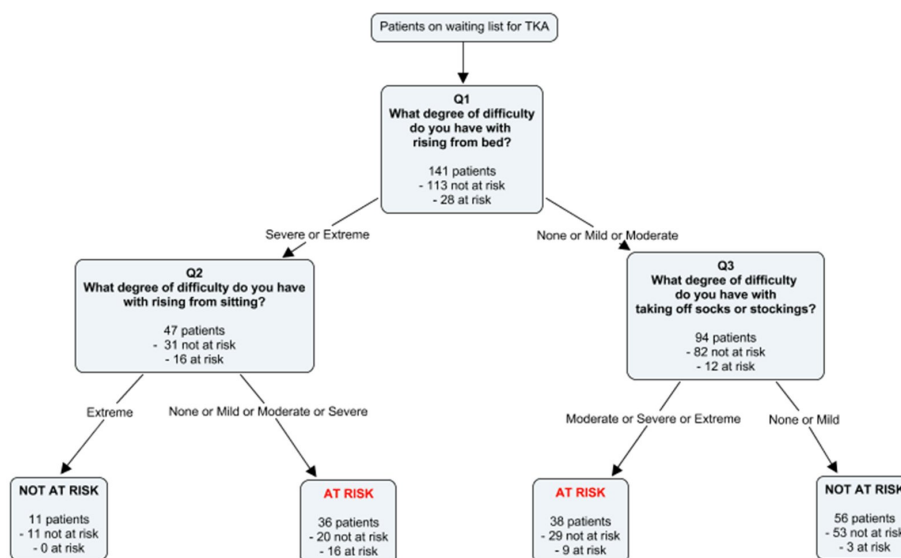 Patients on waiting list for TKA
Q1
What degree of difficulty
do you have with
rising from bed?
141 patients
- 113 not at risk
- 28 at risk
Severe or Extreme
None or Mild or Moderate
Q2
What degree of difficulty do you have
with rising from sitting?
47 patients
- 31 not at risk
- 16 at risk
Q3
What degree of difficulty
do you have with
taking off socks or stockings?
94 patients
- 82 not at risk
- 12 at risk
Extreme
None or Mild or Moderate or Severe
Moderate or Severe or Extreme
None or Mild
NOT AT RISK
11 patients
- 11 not at risk
- 0 at risk
AT RISK
36 patients
- 20 not at risk
- 16 at risk
AT RISK
38 patients
- 29 not at risk
- 9 at risk
NOT AT RISK
56 patients
- 53 not at risk
- 3 at risk